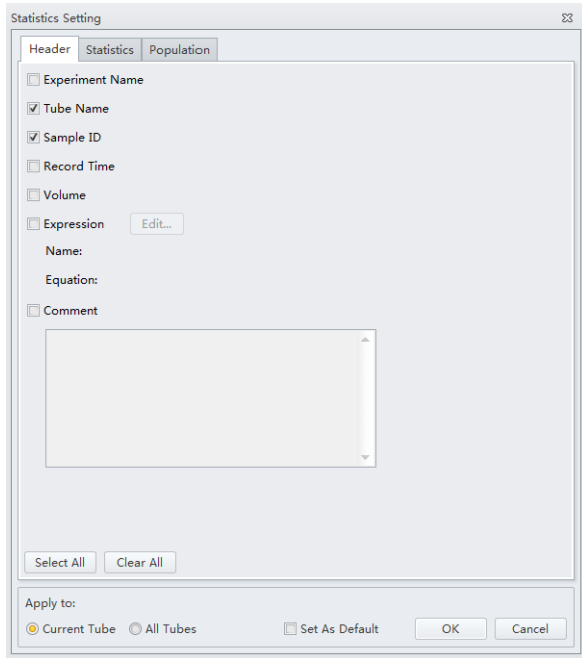 Statistics Setting
Header Statistics Population
Experiment Name
Tube Name
Sample ID
Record Time
Volume
Expression Edit...
Name:
Equation:
Comment
Select All Clear All
Apply to:
Current Tube All Tubes Set As Default OK Cancel